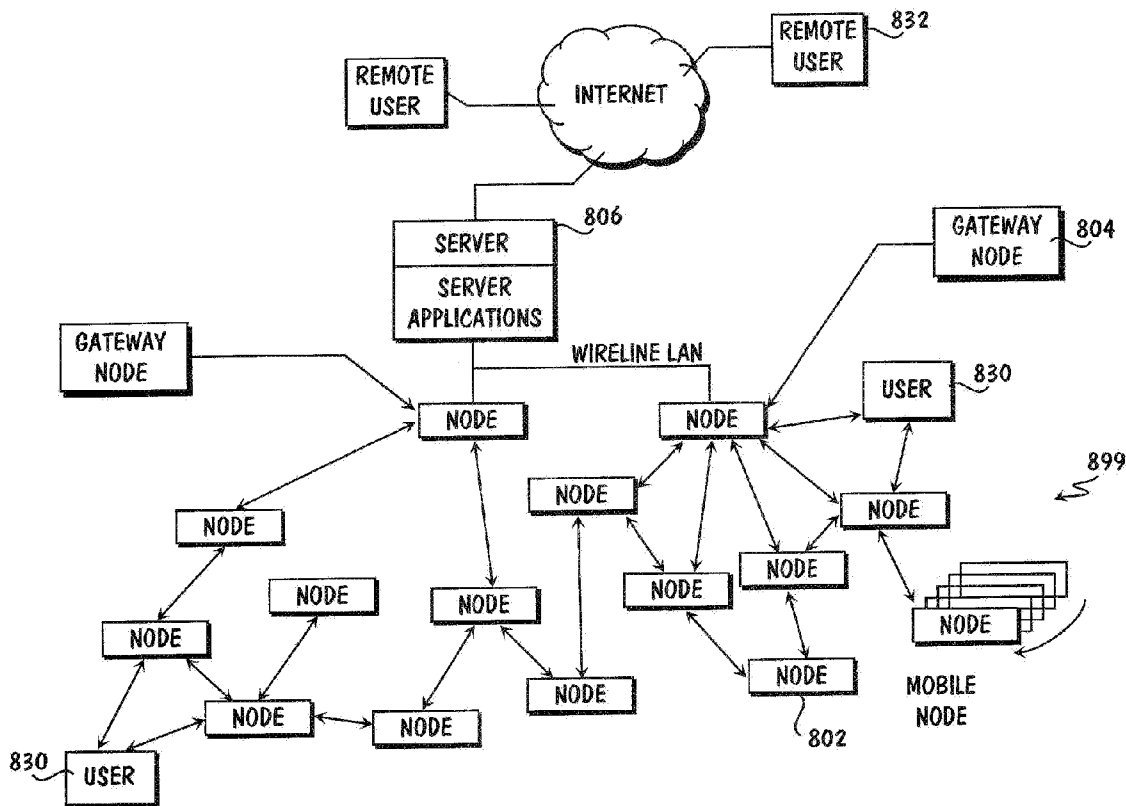 REMOTE
USER
832
REMOTE
USER
INTERNET
806
SERVER
SERVER
APPLICATIONS
GATEWAY
NODE
804
GATEWAY
NODE
WIRELINE LAN
USER
830
NODE
NODE
899
NODE
NODE
NODE
NODE
NODE
NODE
NODE
NODE
NODE
NODE
NODE
NODE
NODE
MOBILE
NODE
802
830
USER